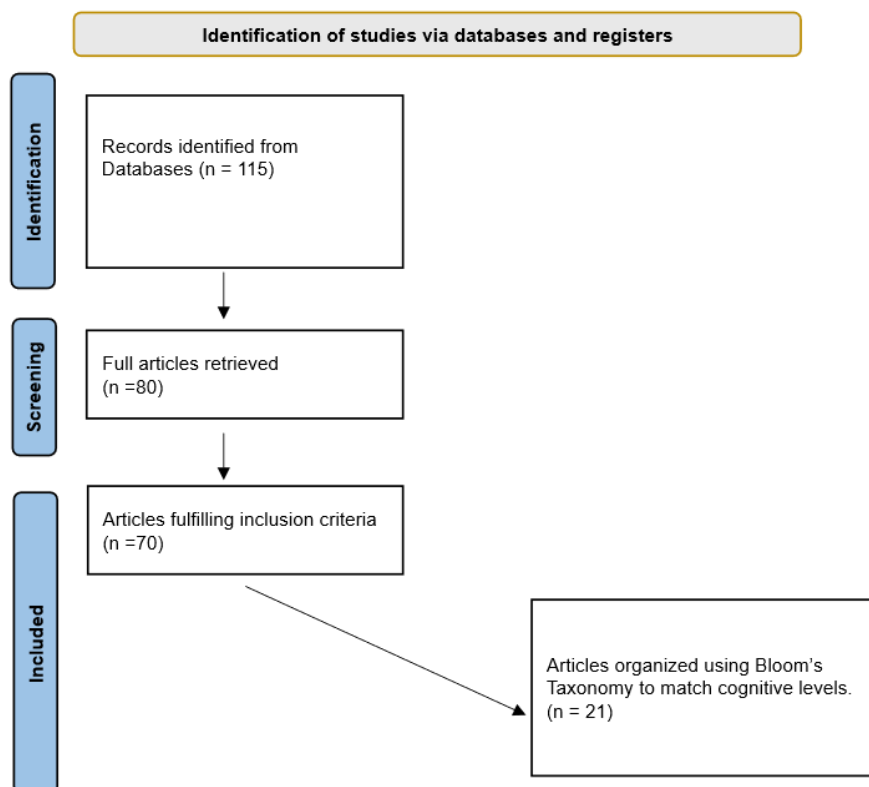 Identification of studies via databases and registers
Identification
Records identified from
Databases (n = 115)
Screening
Full articles retrieved
(n =80)
Included
Articles fulfilling inclusion criteria
(n =70)
Articles organized using Bloom’s
Taxonomy to match cognitive levels.
(n = 21)